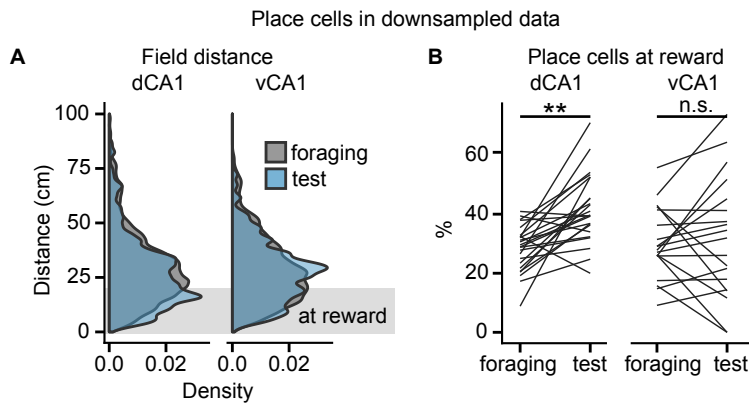 Place cells in downsampled data
A
Field distance
dCA1
vCA1
100
75
50
25
0
Distance (cm)
foraging
test
at reward
0.0
0.02
0.0
0.02
Density
B
Place cells at reward
dCA1
vCA1
**
n.s.
60
40
20
0
%
foraging
test
foraging
test